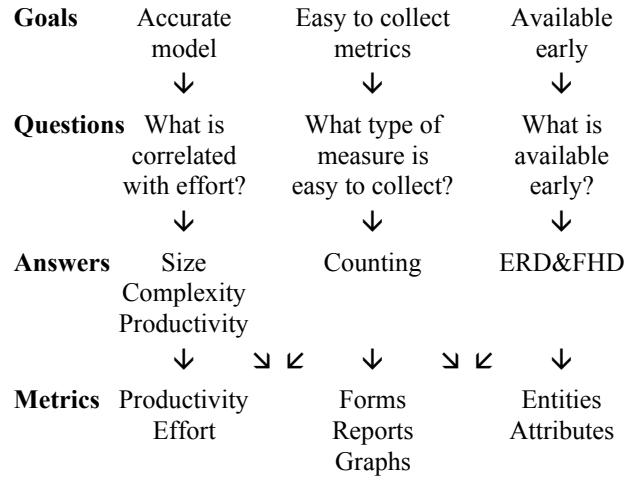 Goals Accurate Easy to collect Available
model metrics early
↓ ↓ ↓
Questions What is What type of What is
correlated measure is available
with effort? easy to collect? early?
↓ ↓ ↓
Answers Size Counting ERD&FHD
Complexity
Productivity
↓ ↘ ↙ ↓ ↘ ↙ ↓
Metrics Productivity Forms Entities
Effort Reports Attributes
Graphs